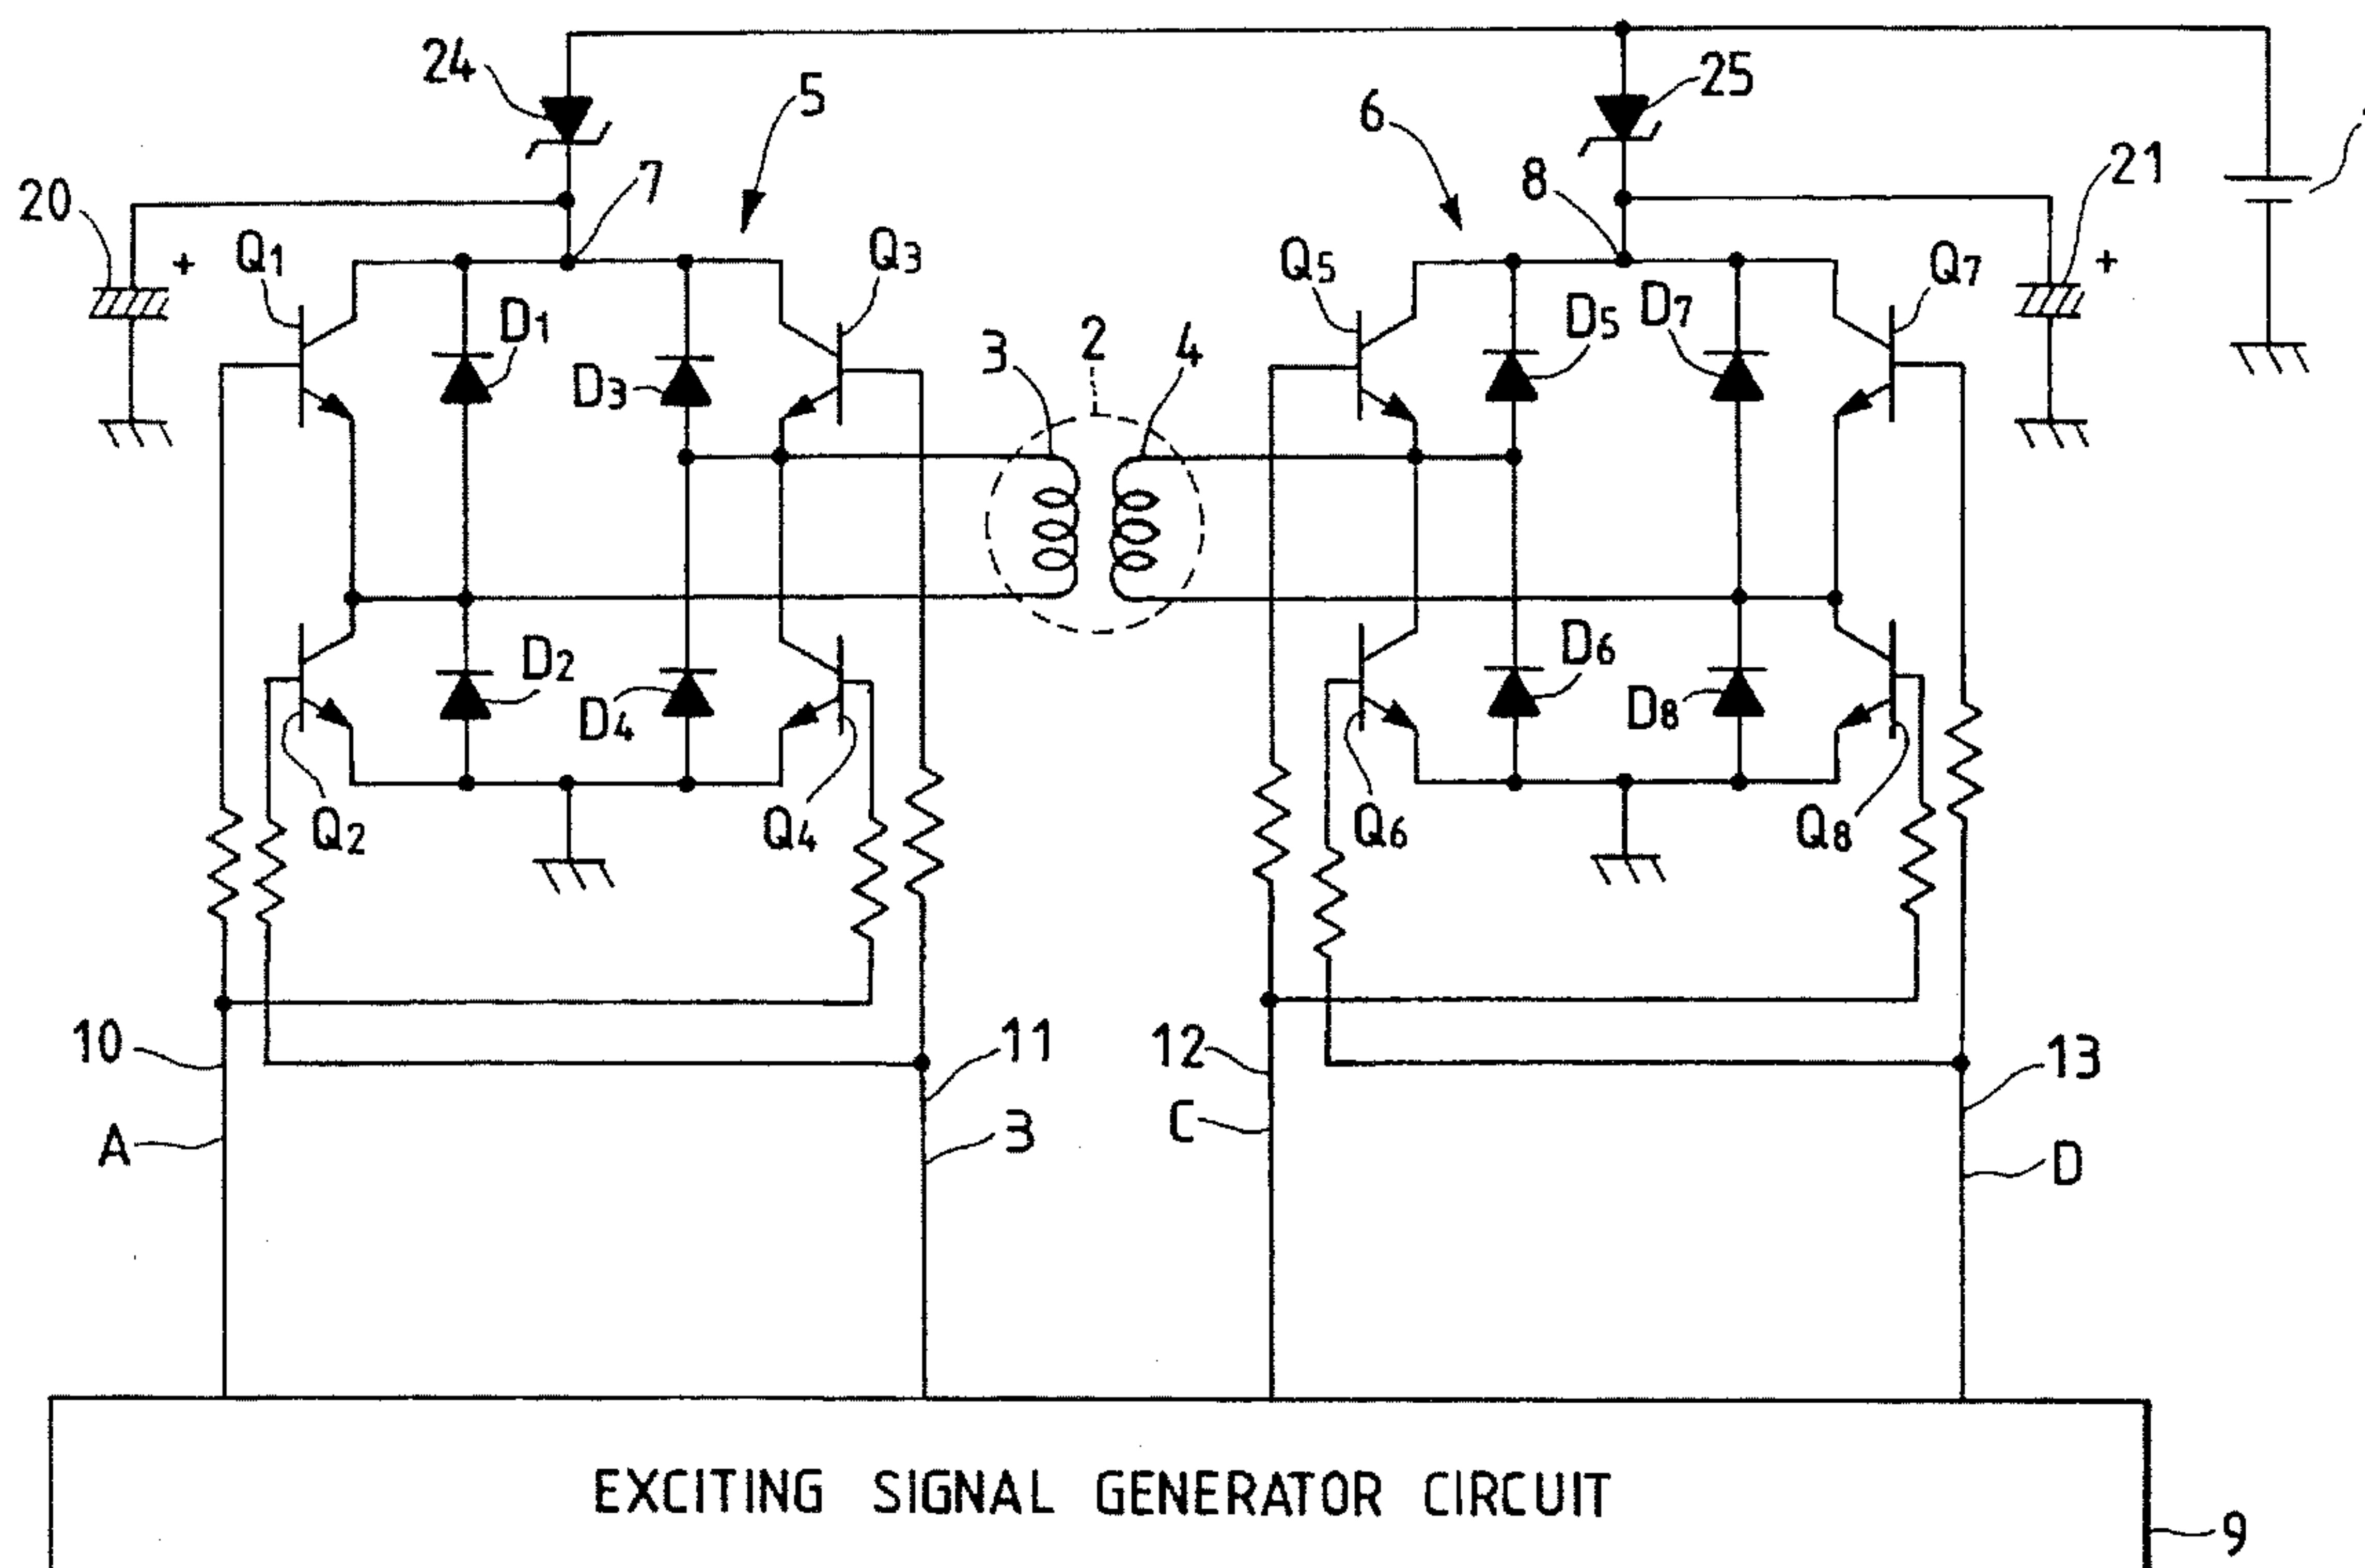 24
5
6
25
20
+
7
8
21
+
Q1
D1
D3
Q3
3
2
4
Q5
D5
D7
Q7
D2
D4
D6
D8
Q2
Q4
Q6
Q8
10
11
12
13
A
3
C
D
EXCITING SIGNAL GENERATOR CIRCUIT
9